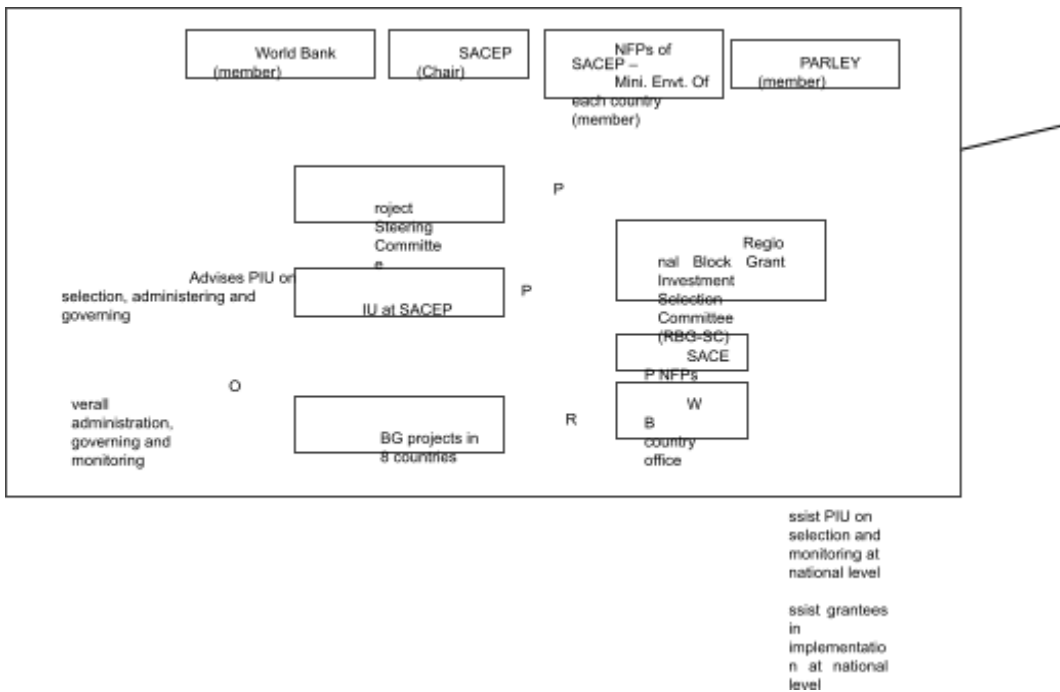 World Bank
(member)
SACEP
(Chair)
NFPs of
SACEP –
Mini. Envt. Of
each country
(member)
PARLEY
(member)
P
roject
Steering
Committe
e
Regio
nal Block Grant
Investment
Selection
Committee
(RBG-SC)
Advises PIU on
selection, administering and
governing
P
IU at SACEP
SACE
P NFPs
O
verall
administration,
governing and
monitoring
R
BG projects in
8 countries
W
B
country
office
ssist PIU on
selection and
monitoring at
national level
ssist grantees
in
implementatio
n at national
level